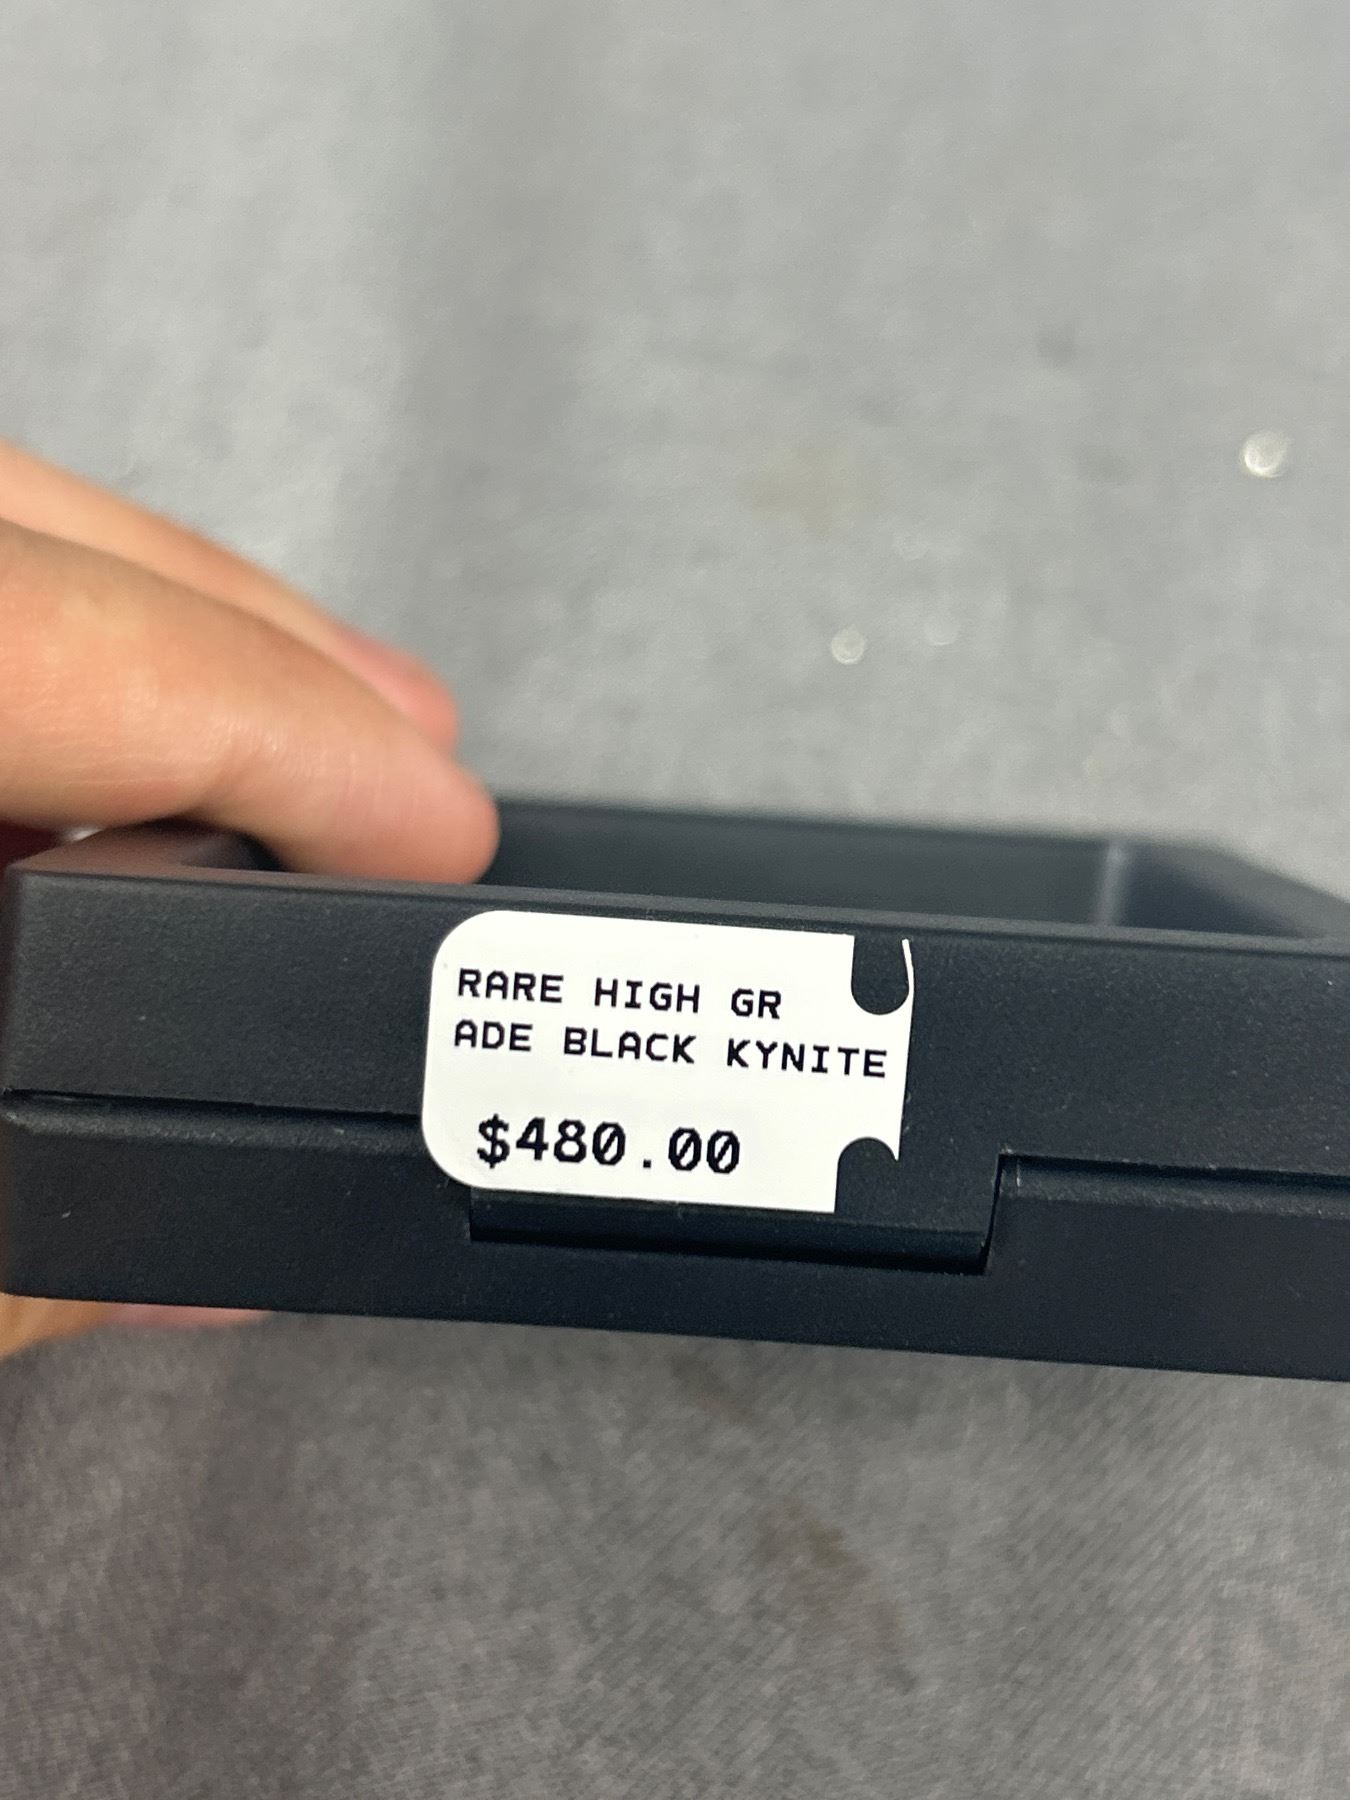 RARE HIGH GR
ADE BLACK KYNITE
$480.00